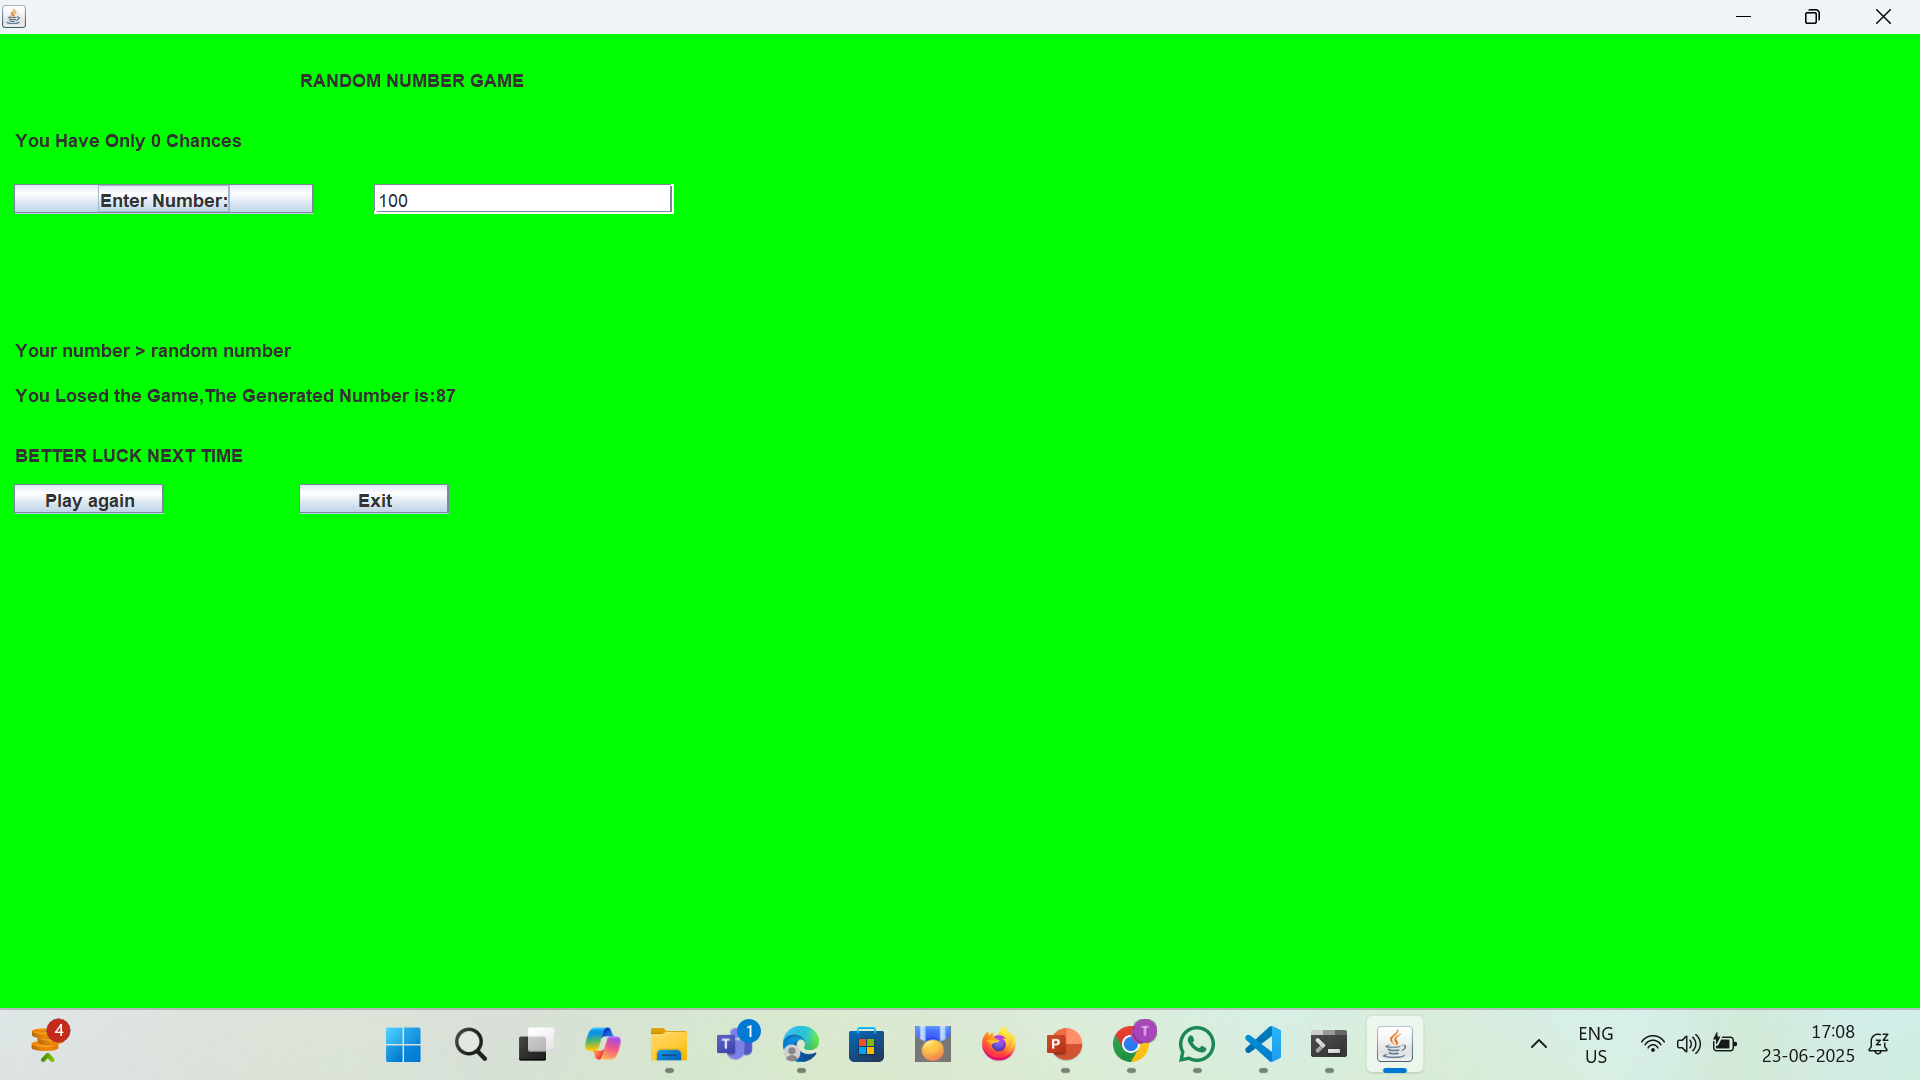 RANDOM NUMBER GAME
You Have Only 0 Chances
Enter Number: 100
Your number > random number
You Losed the Game,The Generated Number is:87
BETTER LUCK NEXT TIME
Play again Exit
4
1
T
T
P
ENG
US
17:08
23-06-2025